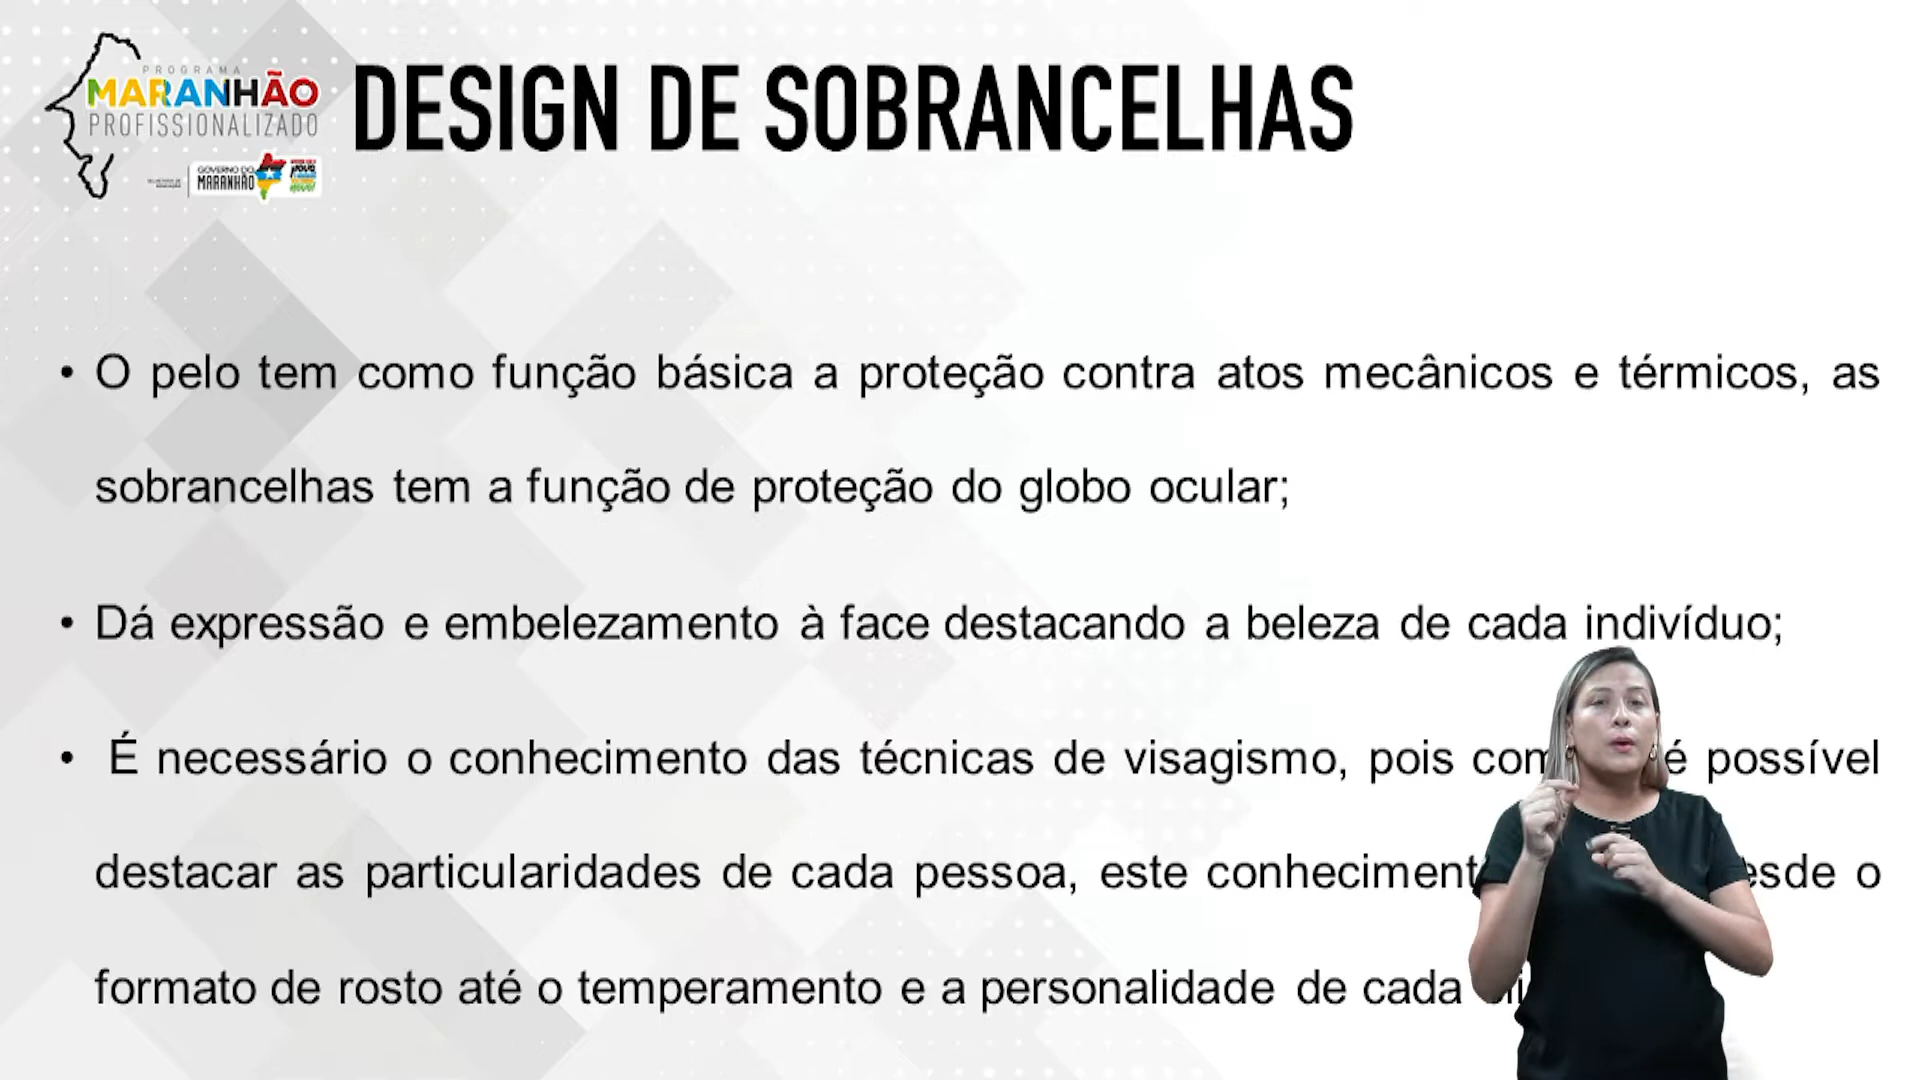 PROGRAMA
MARANHÃO
PROFISSIONALIZADO
GOVERNO DO
MARANHÃO
DESIGN DE SOBRANCELHAS
• O pelo tem como função básica a proteção contra atos mecânicos e térmicos, as
sobrancelhas tem a função de proteção do globo ocular;
• Dá expressão e embelezamento à face destacando a beleza de cada indivíduo;
• É necessário o conhecimento das técnicas de visagismo, pois é possível
destacar as particularidades de cada pessoa, este o
formato de rosto até o temperamento e a personalidade de cada